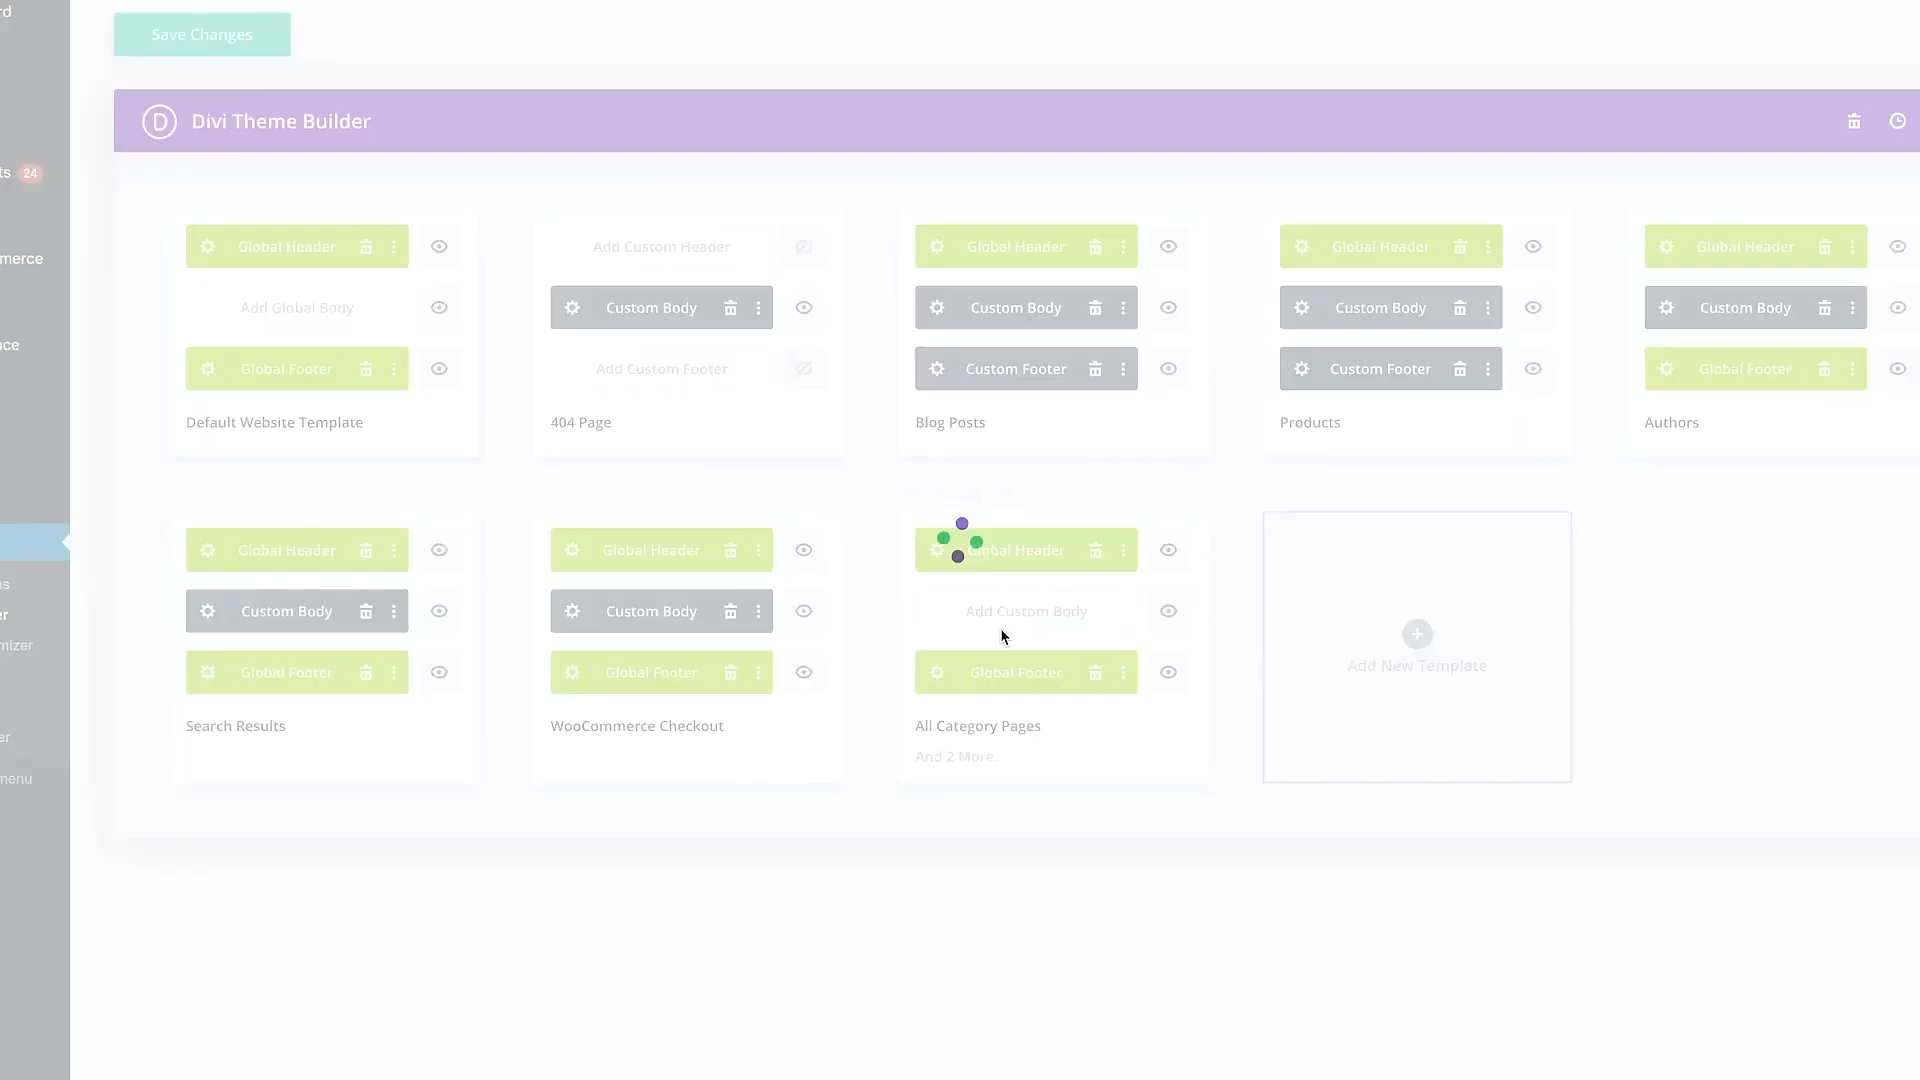 rd
Save Changes
D Divi Theme Builder
ts 24
merce
nce
ns
er
mizer
er
menu
Global Header
Add Global Body
Global Footer
Default Website Template
Add Custom Header
Custom Body
Add Custom Footer
404 Page
Global Header
Custom Body
Custom Footer
Blog Posts
Global Header
Custom Body
Custom Footer
Products
Global Header
Custom Body
Global Footer
Authors
Global Header
Custom Body
Global Footer
Search Results
Global Header
Custom Body
Global Footer
WooCommerce Checkout
Global Header
Add Custom Body
Global Footer
All Category Pages
And 2 More.
Add New Template